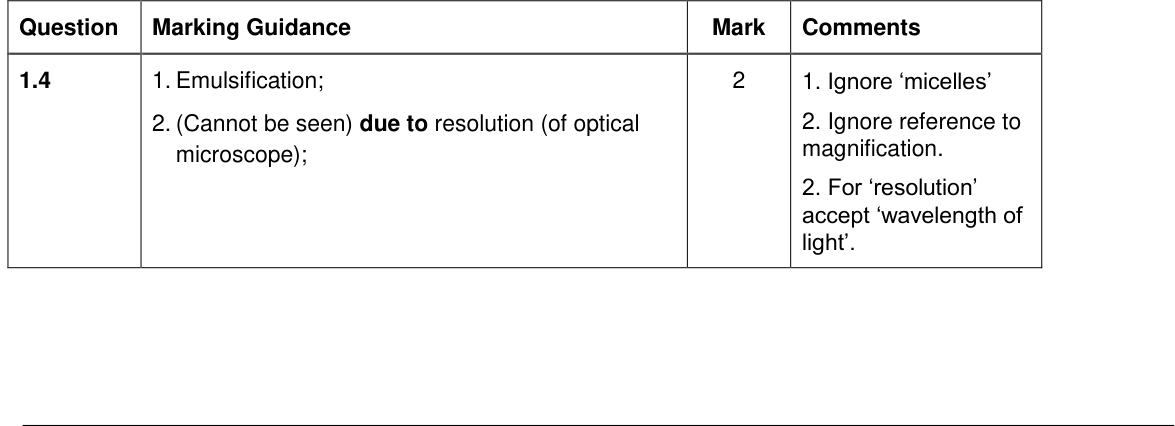 Question Marking Guidance Mark Comments
1.4 1. Emulsification; 2 1. Ignore ‘micelles’
2. (Cannot be seen) due to resolution (of optical
microscope);
2. Ignore reference to
magnification.
2. For ‘resolution’
accept ‘wavelength of
light’.